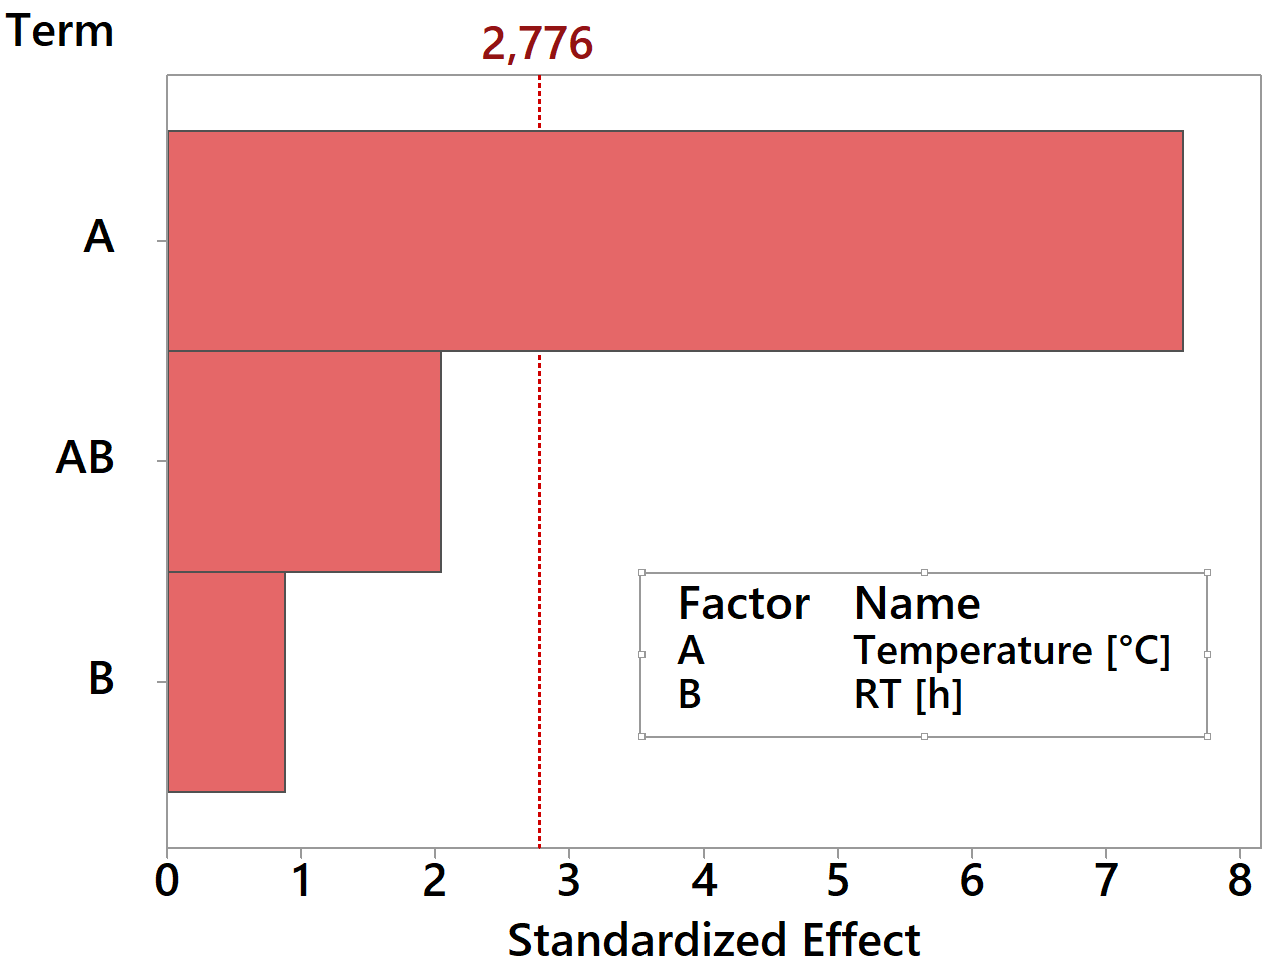 Term
2,776
A
AB
B
Factor Name
A Temperature [°C]
B RT [h]
0 1 2 3 4 5 6 7 8
Standardized Effect